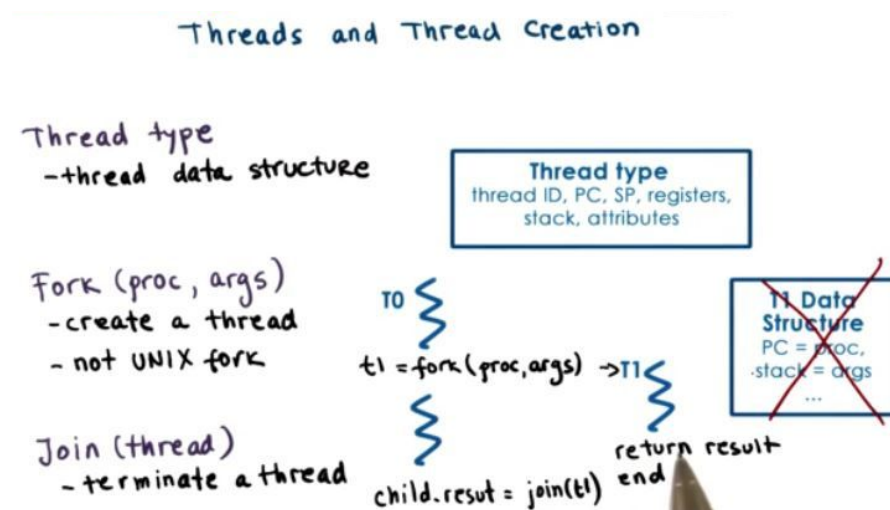 Threads and Thread Creation
Thread type
-thread data structure
Thread type
thread ID, PC, SP, registers,
stack, attributes
Fork (proc, args)
-create a thread
- not UNIX fork
T0
t1 = fork(proc,args) →T1
T1 Data
Structure
PC = proc,
stack = args
...
Join (thread)
- terminate a thread
child.resut = join(t1)
return result
end